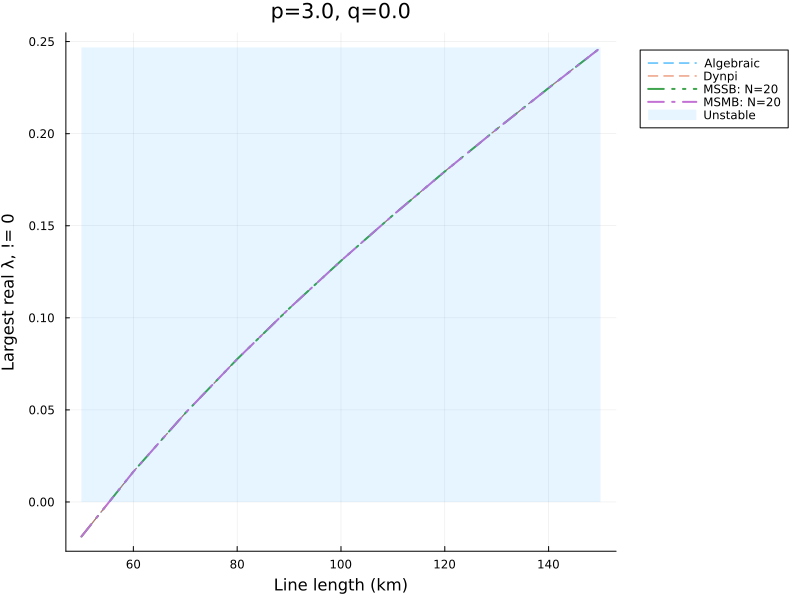 p=3.0, q=0.0
Largest real λ, != 0
0.25
0.20
0.15
0.10
0.05
0.00
60
80
100
120
140
Line length (km)
Algebraic
Dynpi
MSSB: N=20
MSMB: N=20
Unstable